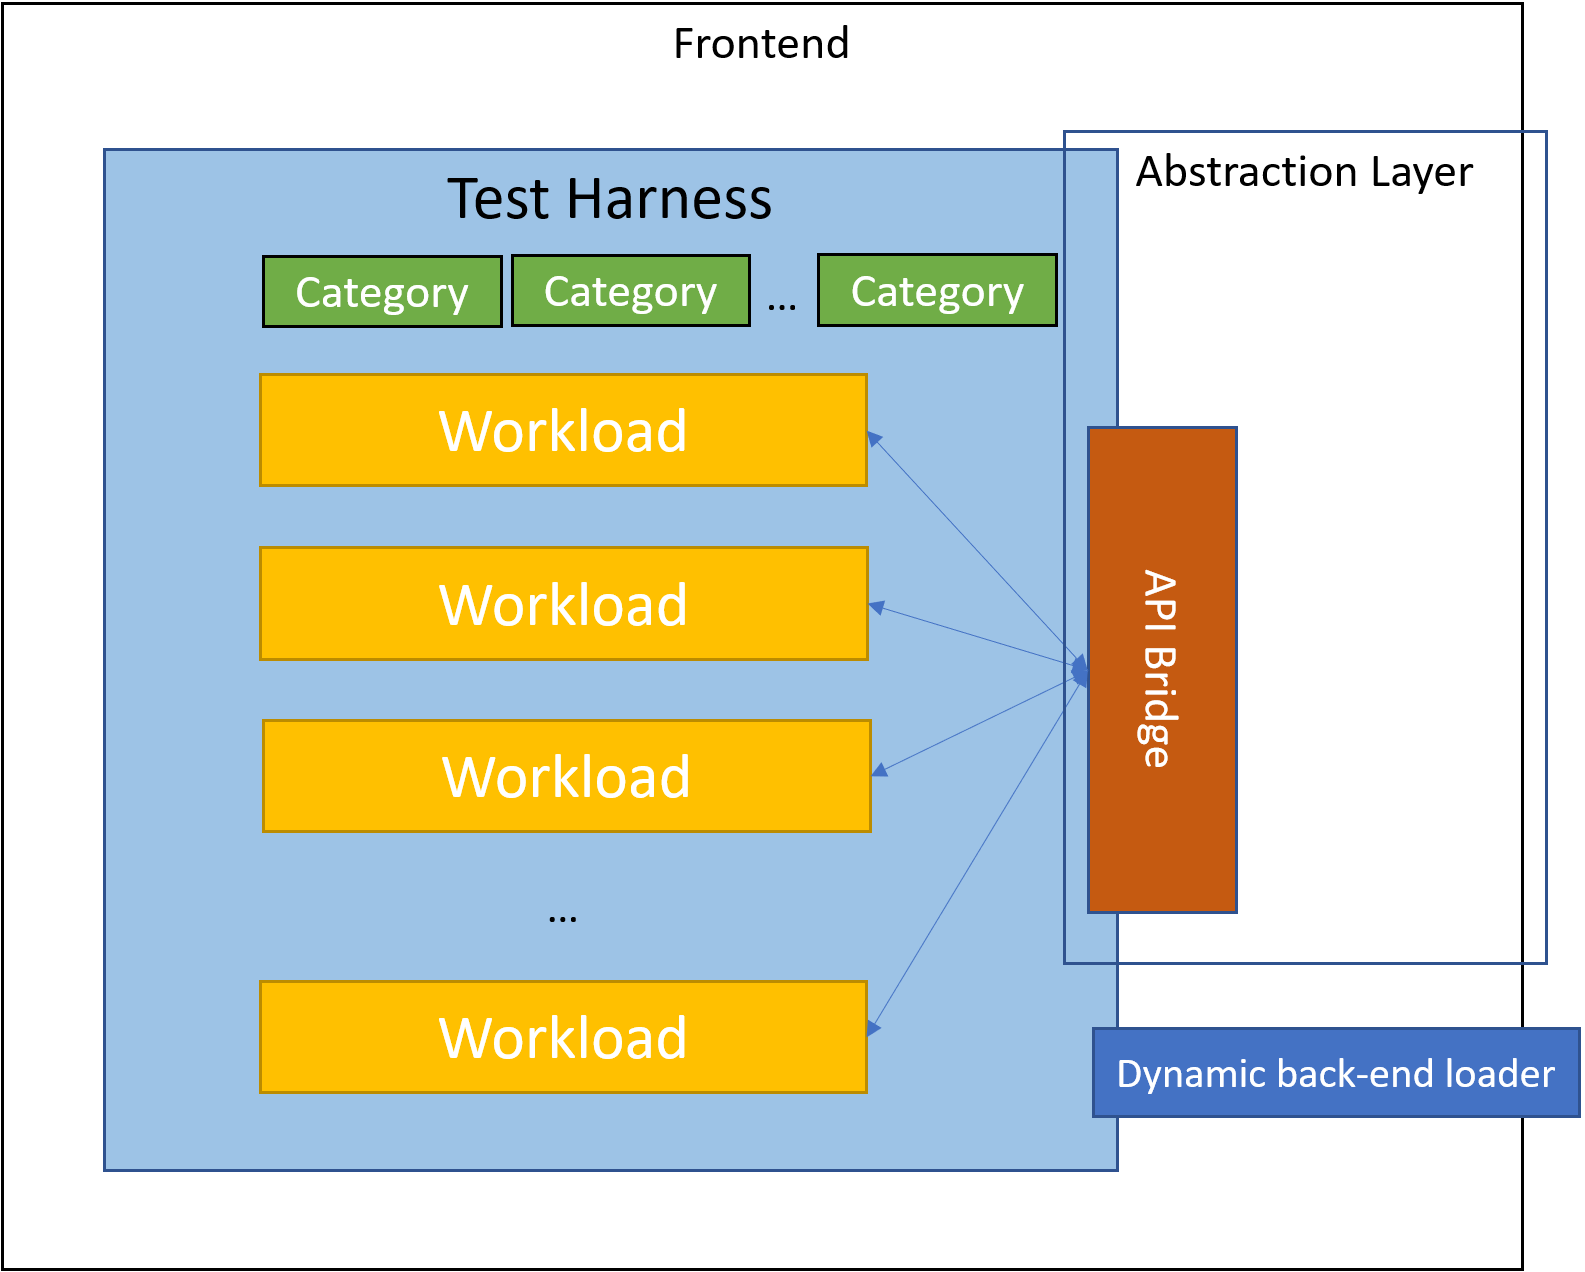 Frontend
Abstraction Layer
Test Harness
Category
Category
...
Category
Workload
Workload
Workload
...
Workload
API Bridge
Dynamic back-end loader